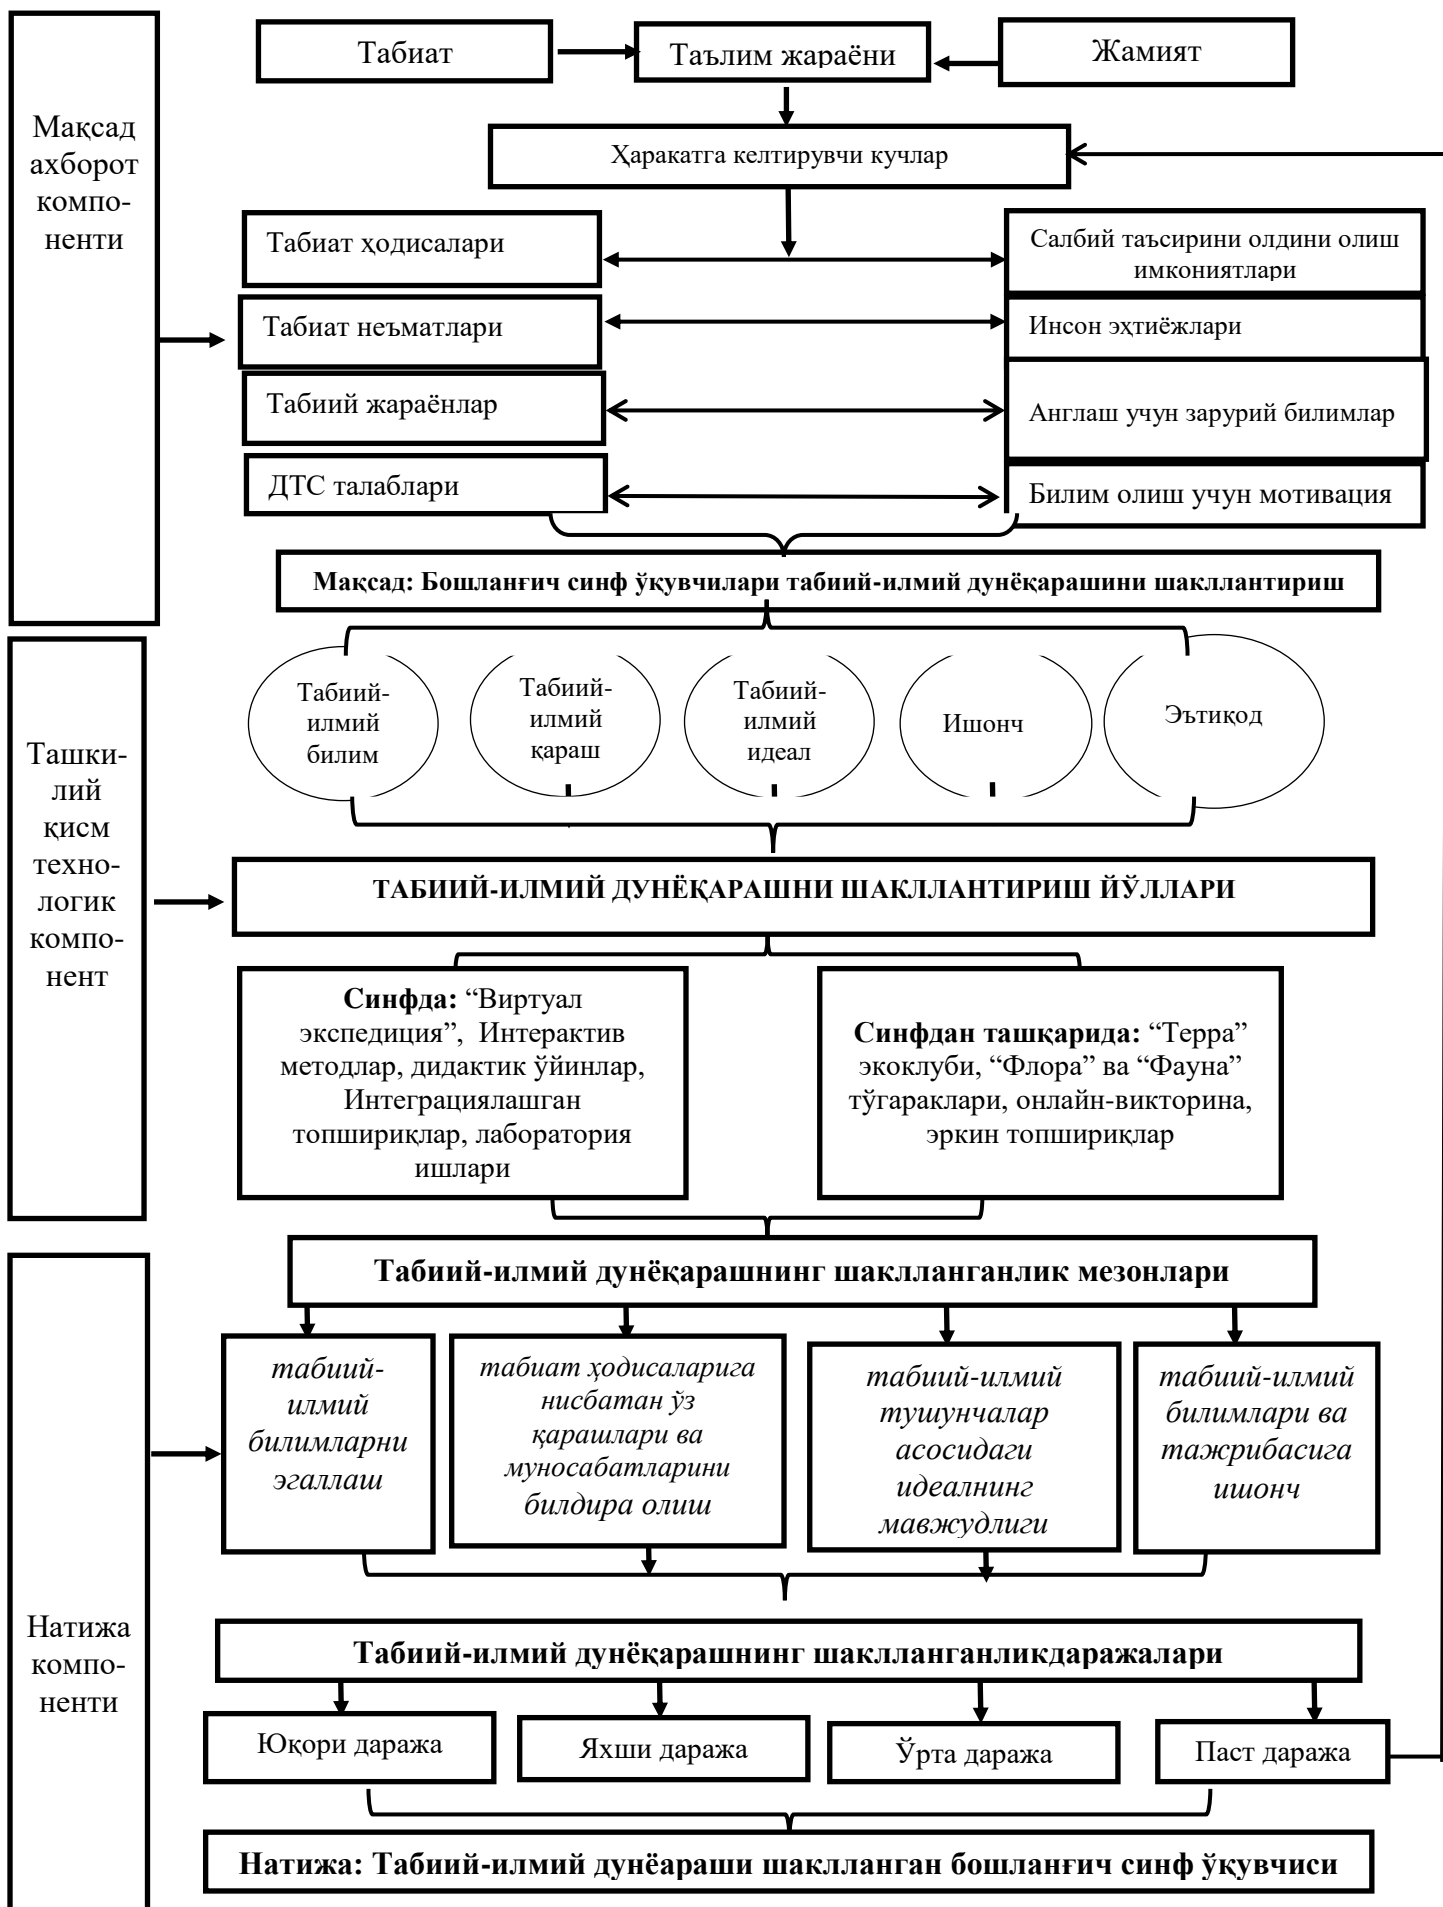 Табиат
Таълим жараёни
Жамият
Мақсад
ахборот
компо-
ненти
Ҳаракатга келтирувчи кучлар
Табиат ҳодисалари
Салбий таъсирини олдини олиш
имкониятлари
Табиат неъматлари
Инсон эҳтиёжлари
Табиий жараёнлар
Англаш учун зарурий билимлар
ДТС талаблари
Билим олиш учун мотивация
Мақсад: Бошланғич синф ўқувчилари табиий-илмий дунёқарашини шакллантириш
Ташки-
лий
қисм
техно-
логик
компо-
нент
Табиий-
илмий
билим
Табиий-
илмий
қараш
Табиий-
илмий
идеал
Ишонч
Эътиқод
ТАБИИЙ-ИЛМИЙ ДУНЁҚАРАШНИ ШАКЛЛАНТИРИШ ЙЎЛЛАРИ
Синфда: “Виртуал
экспедиция”, Интерактив
методлар, дидактик ўйинлар,
Интеграциялашган
топшириқлар, лаборатория
ишлари
Синфдан ташқарида: “Терра”
экоклуби, “Флора” ва “Фауна”
тўгараклари, онлайн-викторина,
эркин топшириқлар
Табиий-илмий дунёқарашнинг шаклланганлик мезонлари
табиий-
илмий
билимларни
эгаллаш
табиат ҳодисаларига
нисбатан ўз
қарашлари ва
муносабатларини
билдира олиш
табиий-илмий
тушунчалар
асосидаги
идеалнинг
мавжудлиги
табиий-илмий
билимлари ва
тажрибасига
ишонч
Натижа
компо-
ненти
Табиий-илмий дунёқарашнинг шаклланганликдаражалари
Юқори даража
Яхши даража
Ўрта даража
Паст даража
Натижа: Табиий-илмий дунёараши шаклланган бошланғич синф ўқувчиси